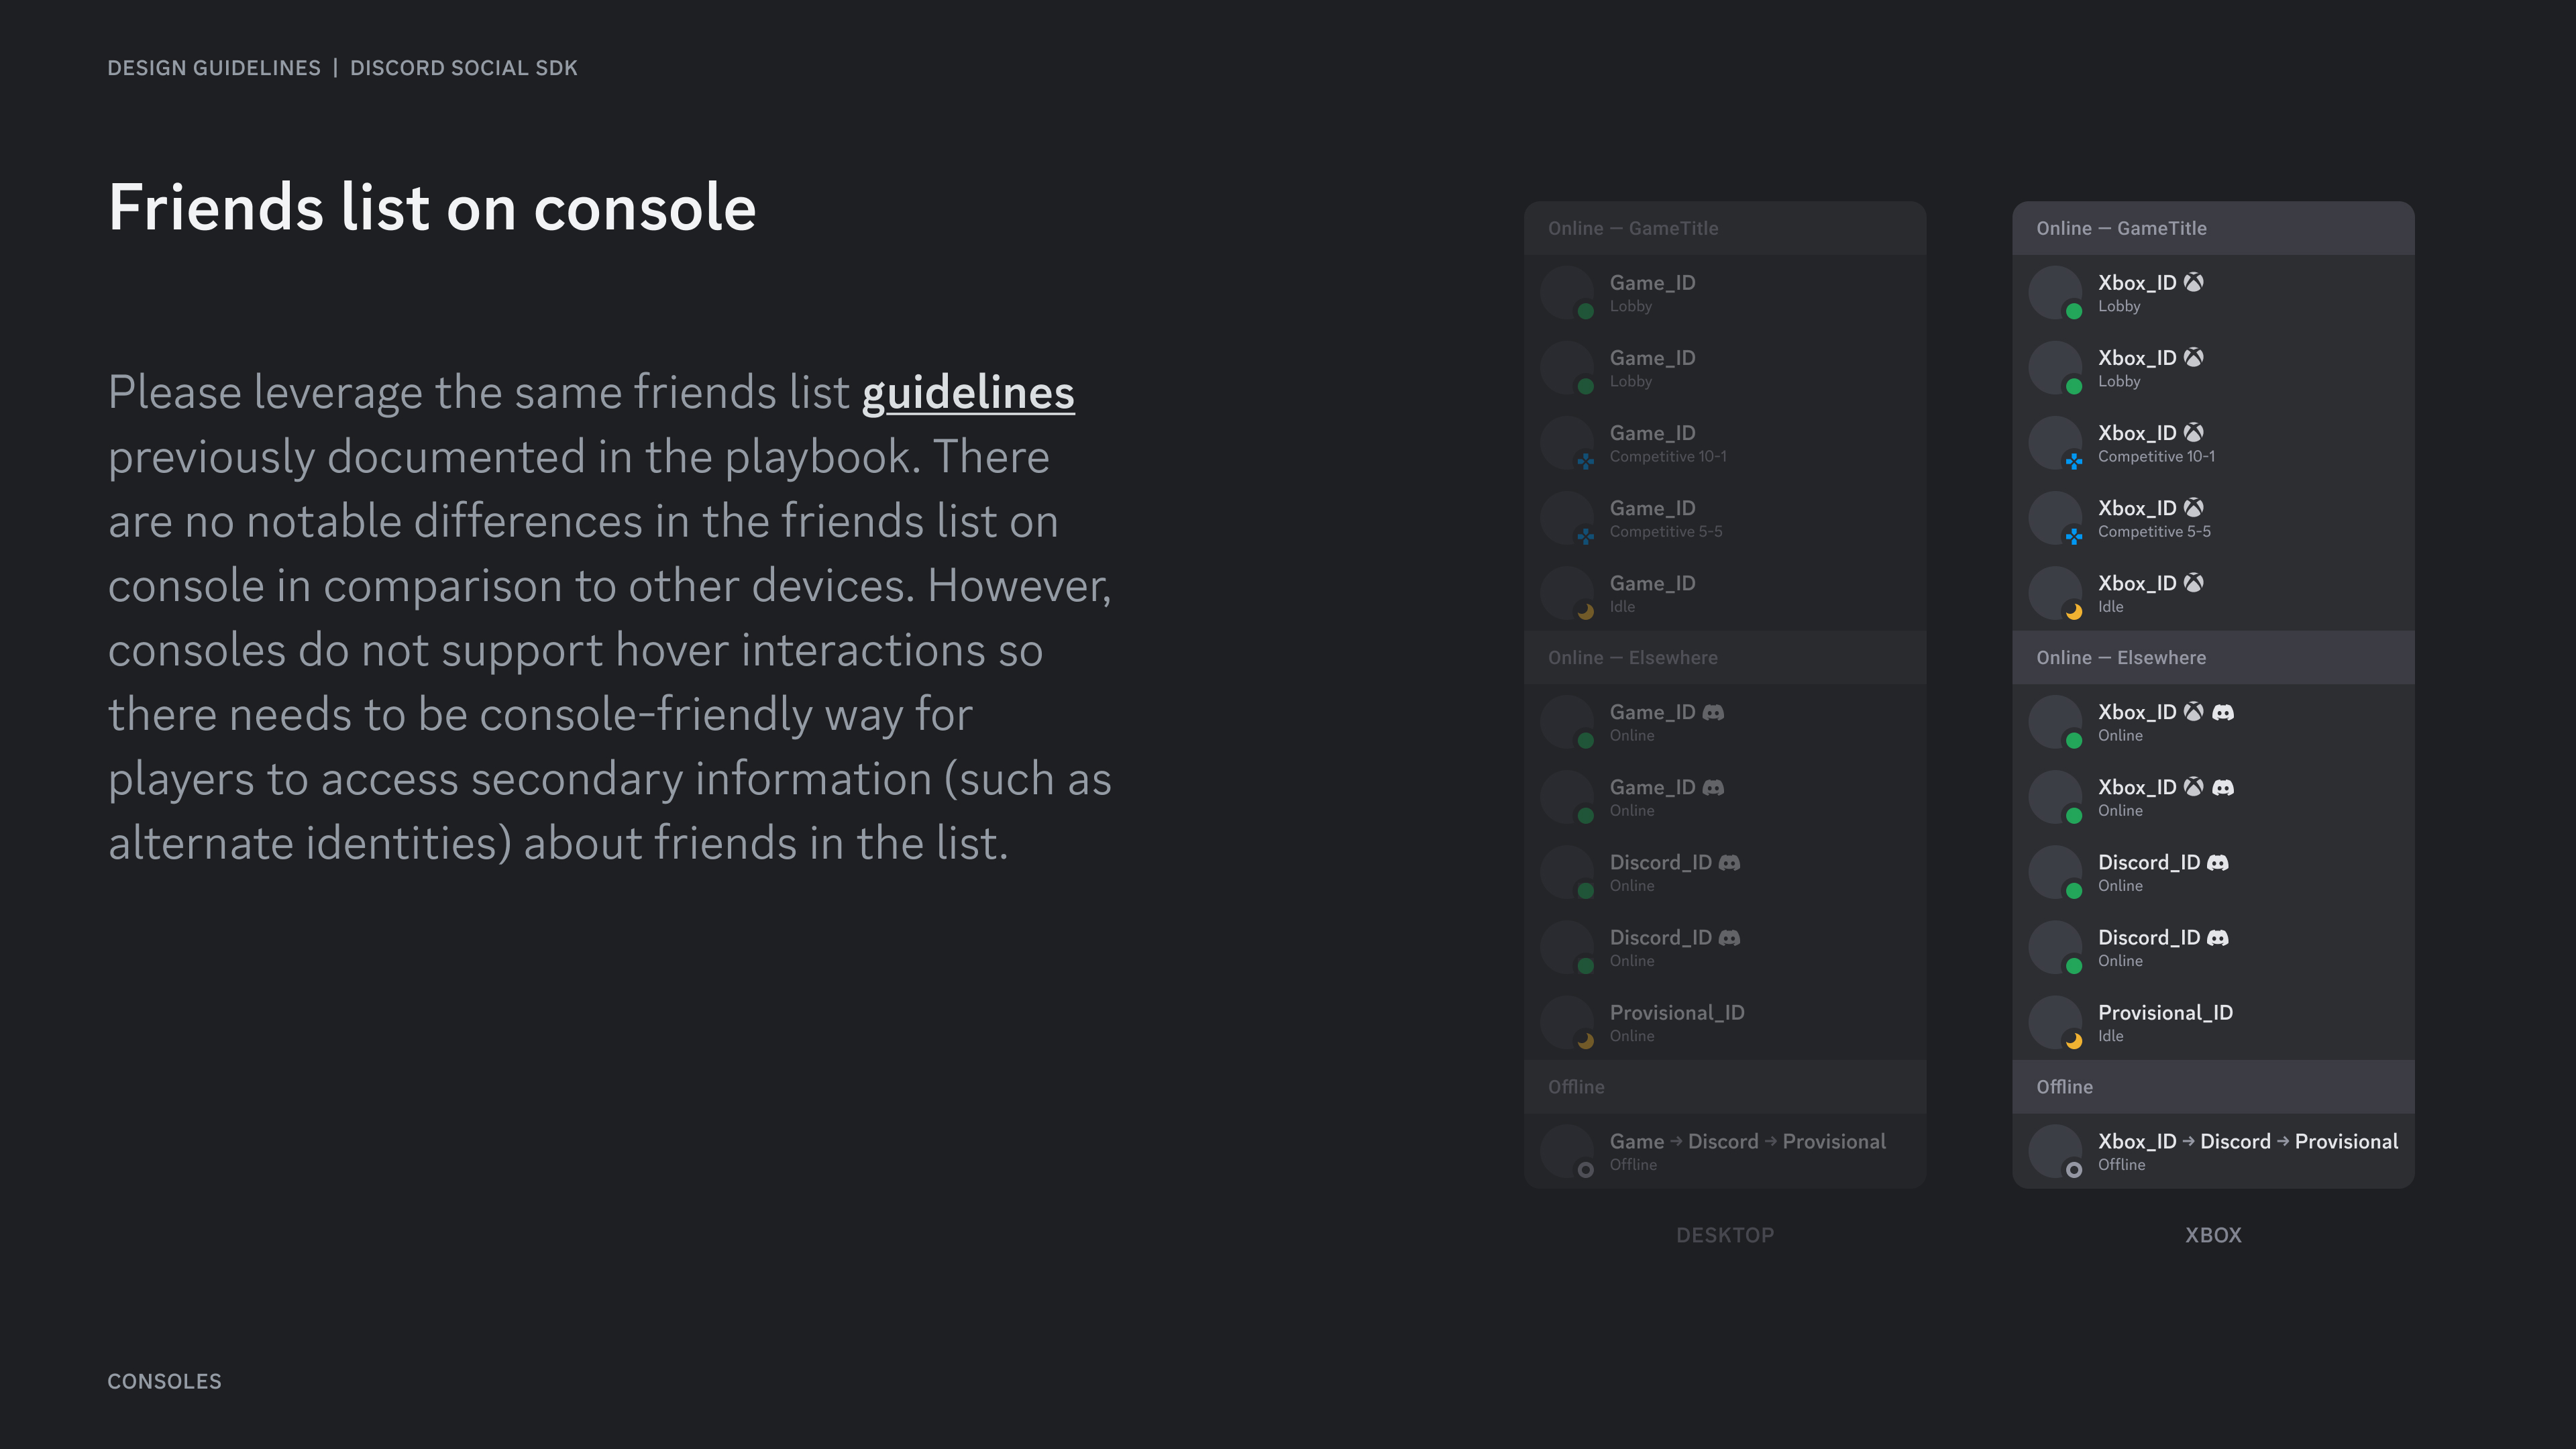 DESIGN GUIDELINES | DISCORD SOCIAL SDK
Friends list on console
Please leverage the same friends list guidelines
previously documented in the playbook. There
are no notable differences in the friends list on
console in comparison to other devices. However,
consoles do not support hover interactions so
there needs to be console-friendly way for
players to access secondary information (such as
alternate identities) about friends in the list.
Online — GameTitle
Game_ID
Lobby
Game_ID
Lobby
Game_ID
Competitive 10-1
Game_ID
Competitive 5-5
Game_ID
Idle
Online — Elsewhere
Game_ID
Online
Game_ID
Online
Discord_ID
Online
Discord_ID
Online
Provisional_ID
Online
Offline
Game → Discord → Provisional
Offline
DESKTOP
Online — GameTitle
Xbox_ID
Lobby
Xbox_ID
Lobby
Xbox_ID
Competitive 10-1
Xbox_ID
Competitive 5-5
Xbox_ID
Idle
Online — Elsewhere
Xbox_ID
Online
Xbox_ID
Online
Discord_ID
Online
Discord_ID
Online
Provisional_ID
Idle
Offline
Xbox_ID → Discord → Provisional
Offline
XBOX
CONSOLES